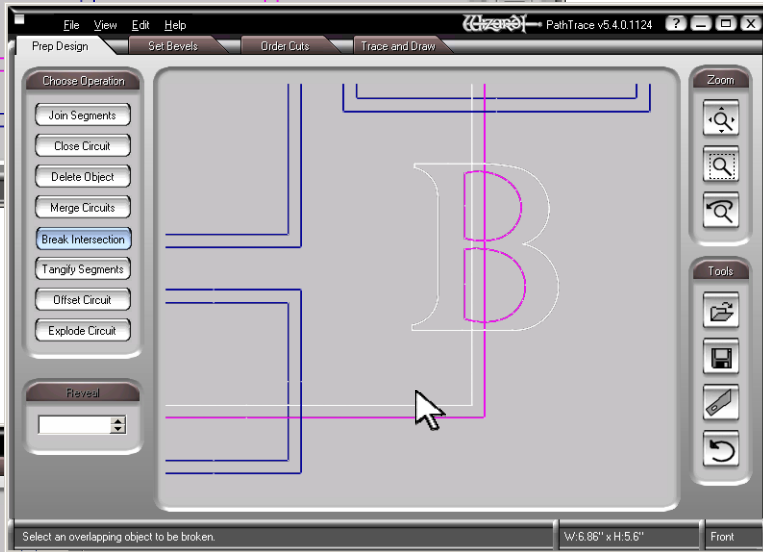 File View Edit Help Wizard PathTrace v5.4.0.1124 ? X
Prep Design Set Bevels Order Cuts Trace and Draw
Choose Operation
Join Segments
Close Circuit
Delete Object
Merge Circuits
Break Intersection
Tangify Segments
Offset Circuit
Explode Circuit
Reveal
B
Zoom
Tools
Select an overlapping object to be broken. W:6.86" x H:5.6" Front